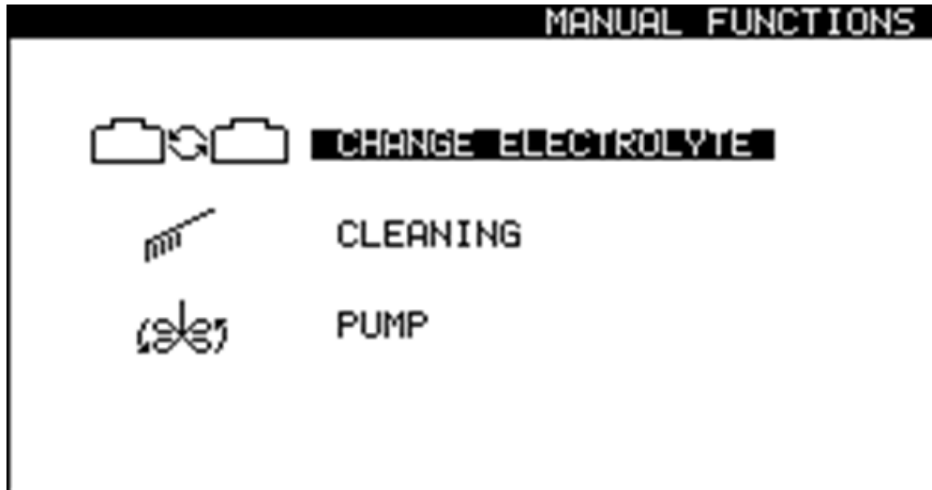 MANUAL FUNCTIONS
CHANGE ELECTROLYTE
CLEANING
PUMP